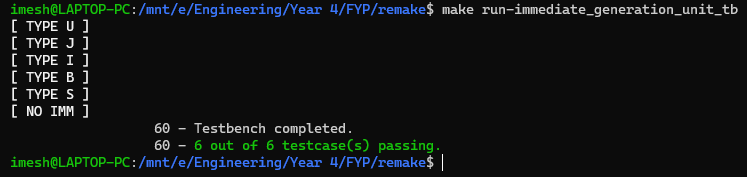 imesh@LAPTOP-PC:/mnt/e/Engineering/Year 4/FYP/remake$ make run-immediate_generation_unit_tb
[ TYPE U ]
[ TYPE J ]
[ TYPE I ]
[ TYPE B ]
[ TYPE S ]
[ NO IMM ]
60 - Testbench completed.
60 - 6 out of 6 testcase(s) passing.
imesh@LAPTOP-PC:/mnt/e/Engineering/Year 4/FYP/remake$